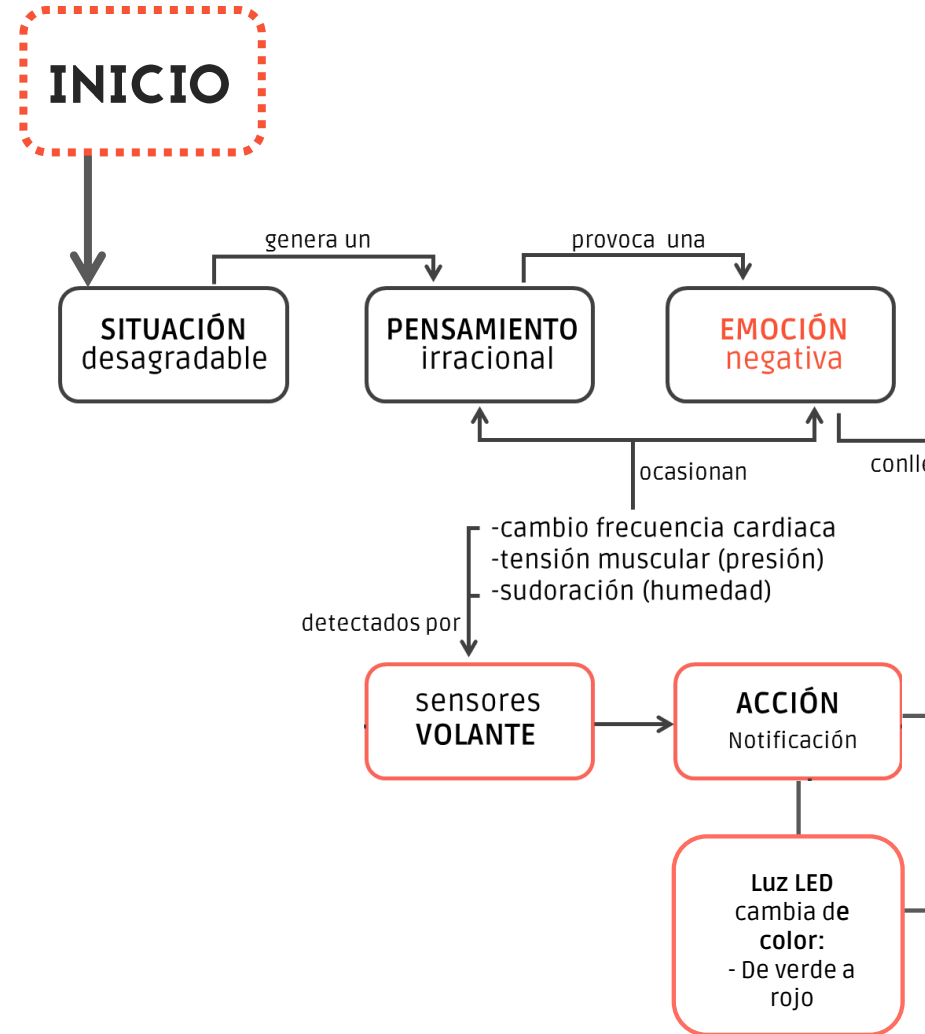 INICIO
genera un
provoca una
SITUACIÓN
desagradable
PENSAMIENTO
irracional
EMOCIÓN
negativa
ocasionan
-cambio frecuencia cardiaca
-tensión muscular (presión)
-sudoración (humedad)
detectados por
sensores
VOLANTE
ACCIÓN
Notificación
Luz LED
cambia de
color:
- De verde a
rojo